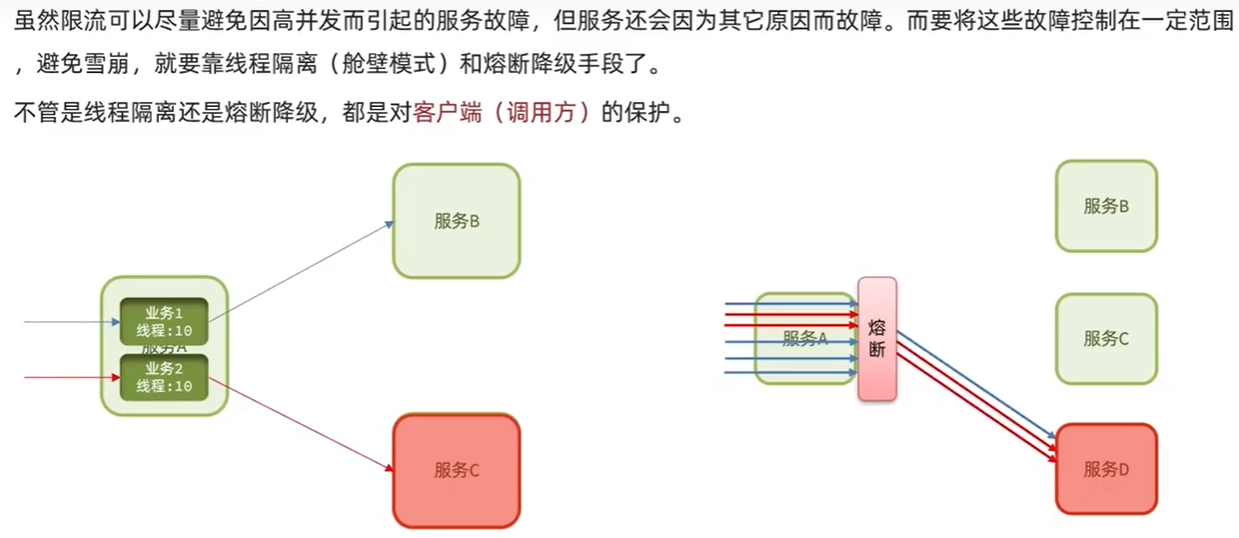 虽然限流可以尽量避免因高并发而引起的服务故障，但服务还会因为其它原因而故障。而要将这些故障控制在一定范围
，避免雪崩，就要靠线程隔离（舱壁模式）和熔断降级手段了。
不管是线程隔离还是熔断降级，都是对客户端（调用方）的保护。
服务B
业务1
线程:10
服务A
业务2
线程:10
服务C
服务B
服务A
熔
断
服务C
服务D